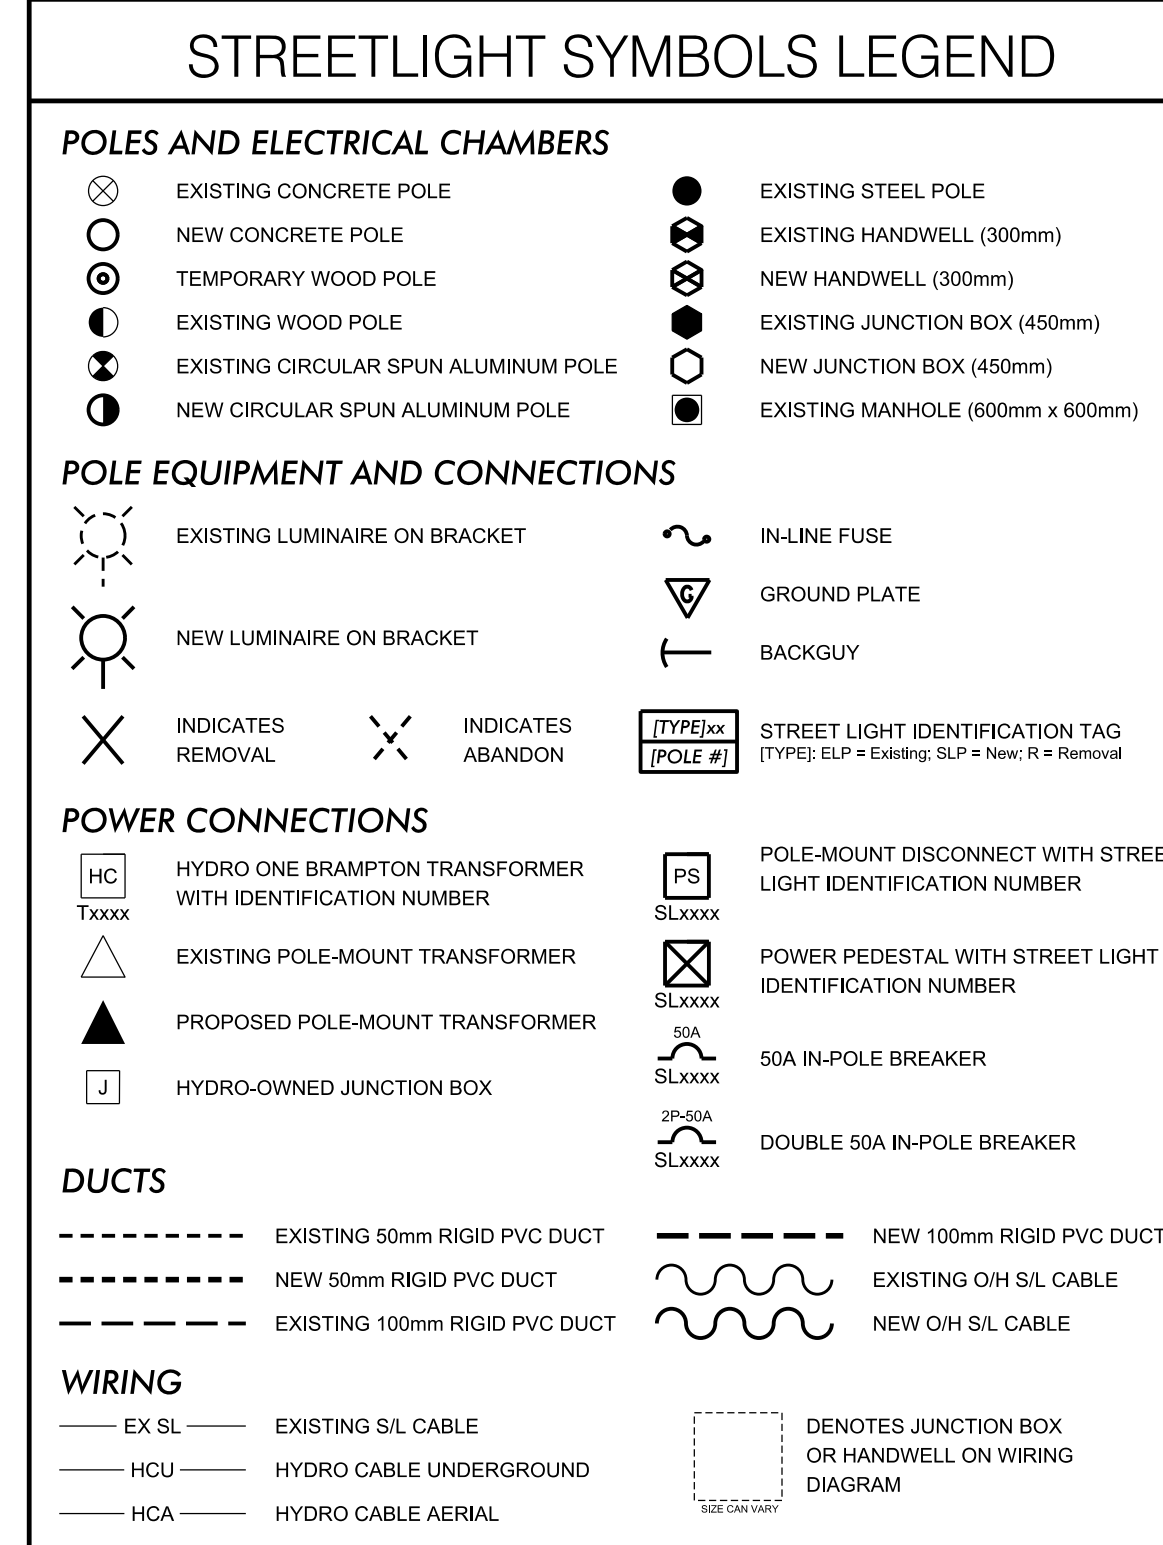 STREETLIGHT SYMBOLS LEGEND
POLES AND ELECTRICAL CHAMBERS
EXISTING CONCRETE POLE
NEW CONCRETE POLE
TEMPORARY WOOD POLE
EXISTING WOOD POLE
EXISTING CIRCULAR SPUN ALUMINUM POLE
NEW CIRCULAR SPUN ALUMINUM POLE
EXISTING STEEL POLE
EXISTING HANDWELL (300mm)
NEW HANDWELL (300mm)
EXISTING JUNCTION BOX (450mm)
NEW JUNCTION BOX (450mm)
EXISTING MANHOLE (600mm x 600mm)
POLE EQUIPMENT AND CONNECTIONS
EXISTING LUMINAIRE ON BRACKET
NEW LUMINAIRE ON BRACKET
INDICATES
REMOVAL
INDICATES
ABANDON
IN-LINE FUSE
G
GROUND PLATE
BACKGUY
[TYPE]xx
[POLE #]
STREET LIGHT IDENTIFICATION TAG
[TYPE]: ELP = Existing; SLP = New; R = Removal
POWER CONNECTIONS
HC
Txxxx
HYDRO ONE BRAMPTON TRANSFORMER
WITH IDENTIFICATION NUMBER
EXISTING POLE-MOUNT TRANSFORMER
PROPOSED POLE-MOUNT TRANSFORMER
J
HYDRO-OWNED JUNCTION BOX
PS
SLxxxx
POLE-MOUNT DISCONNECT WITH STREE
LIGHT IDENTIFICATION NUMBER
SLxxxx
POWER PEDESTAL WITH STREET LIGHT
IDENTIFICATION NUMBER
50A
SLxxxx
50A IN-POLE BREAKER
2P-50A
SLxxxx
DOUBLE 50A IN-POLE BREAKER
DUCTS
EXISTING 50mm RIGID PVC DUCT
NEW 50mm RIGID PVC DUCT
EXISTING 100mm RIGID PVC DUCT
NEW 100mm RIGID PVC DUCT
EXISTING O/H S/L CABLE
NEW O/H S/L CABLE
WIRING
EX SL
EXISTING S/L CABLE
HCU
HYDRO CABLE UNDERGROUND
HCA
HYDRO CABLE AERIAL
SIZE CAN VARY
DENOTES JUNCTION BOX
OR HANDWELL ON WIRING
DIAGRAM